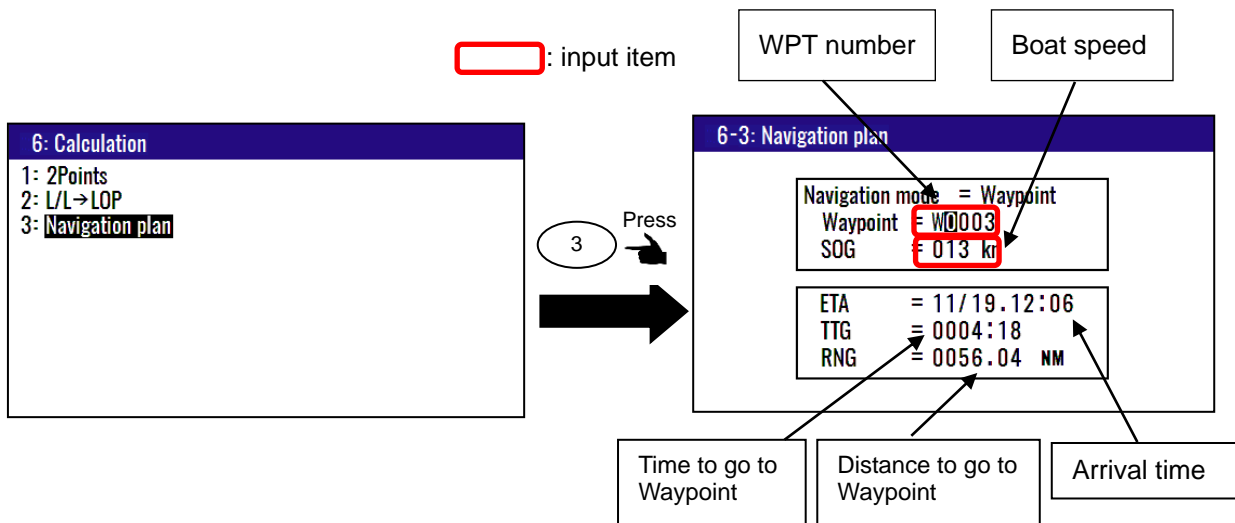 : input item
WPT number
Boat speed
6: Calculation
1: 2Points
2: L/L→LOP
3: Navigation plan
3
Press
6-3: Navigation plan
Navigation mode = Waypoint
Waypoint = W0003
SOG = 013 kn
ETA = 11/19.12:06
TTG = 0004:18
RNG = 0056.04 NM
Time to go to
Waypoint
Distance to go to
Waypoint
Arrival time